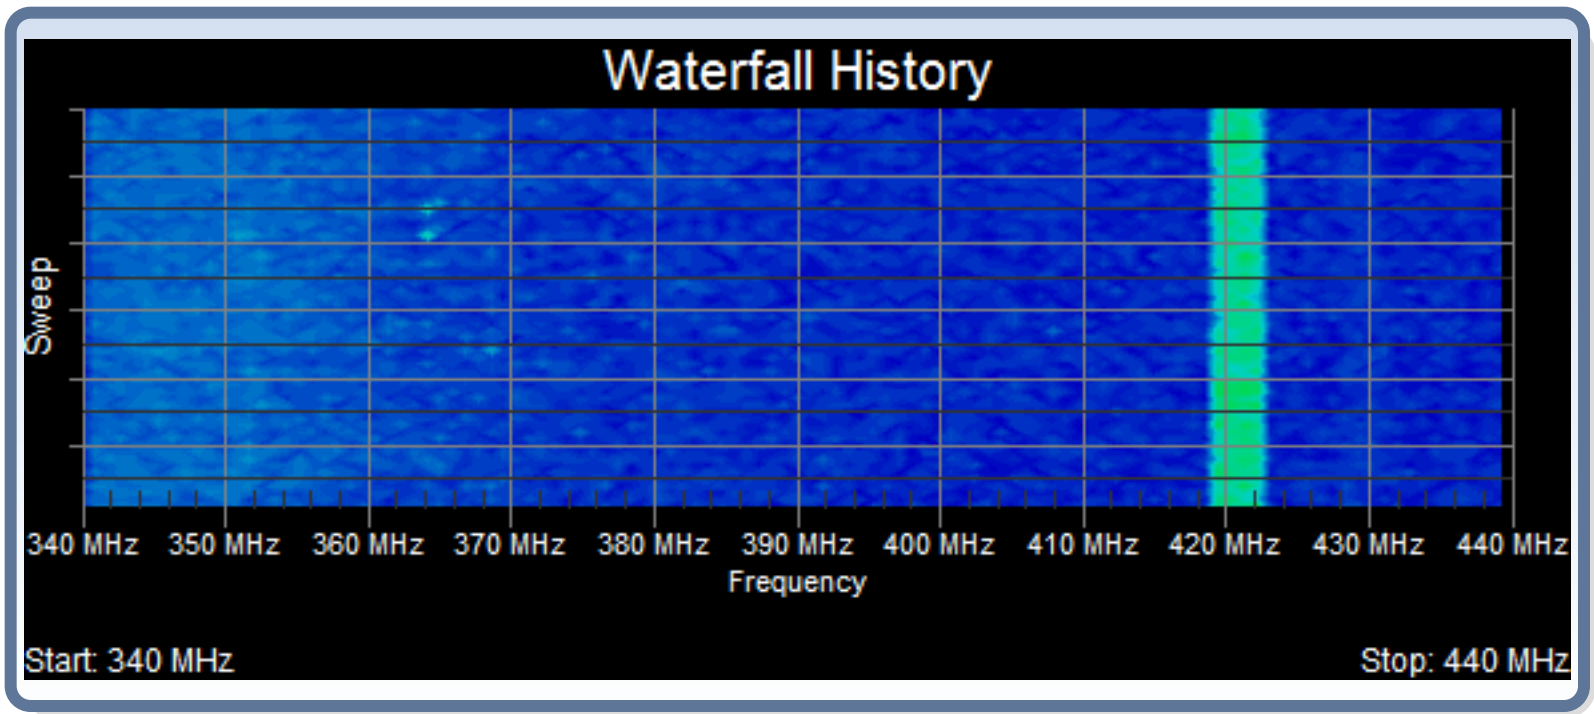 Waterfall History
Sweep
340 MHz 350 MHz 360 MHz 370 MHz 380 MHz 390 MHz 400 MHz 410 MHz 420 MHz 430 MHz 440 MHz
Frequency
Start: 340 MHz Stop: 440 MHz